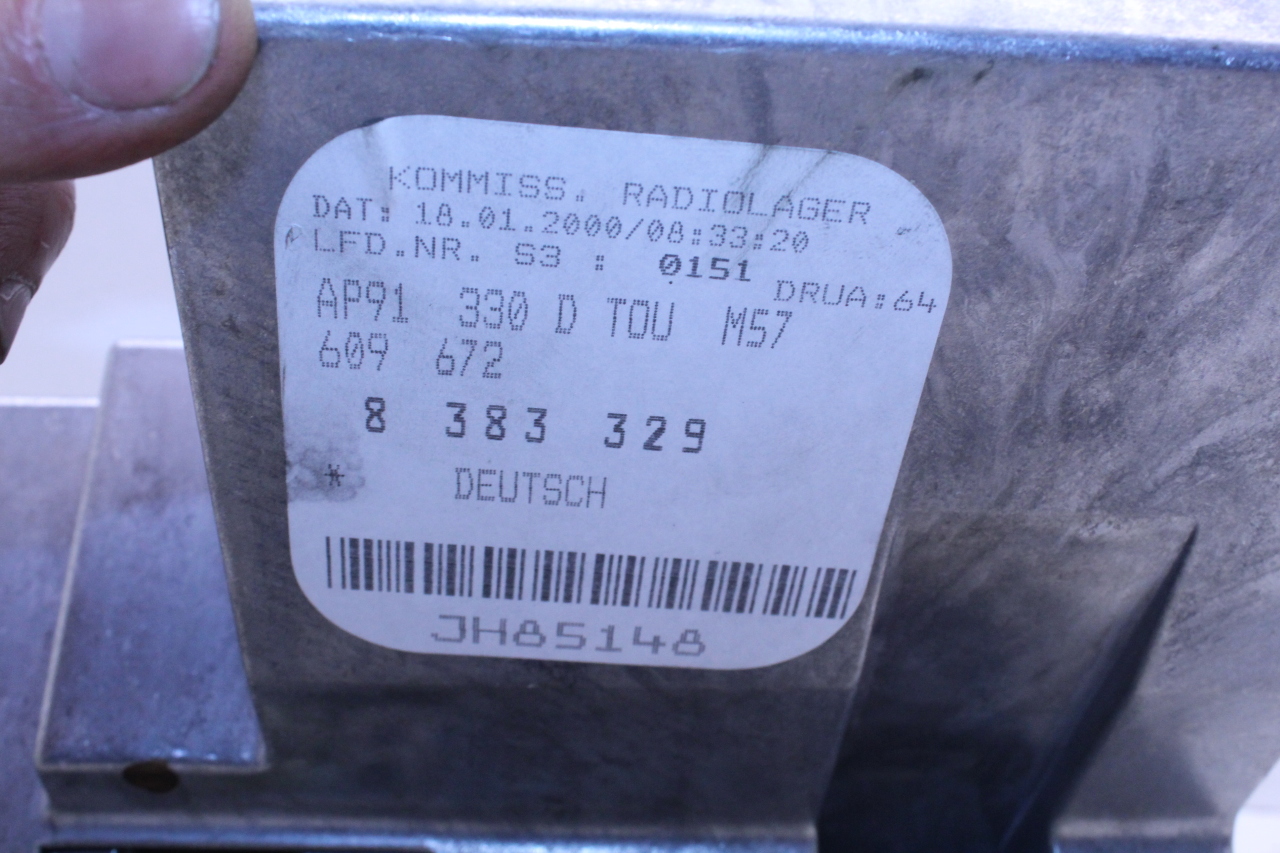 KOMMISS. RADIOLAGER
DAT: 18.01.2000/08:33:20
LFD.NR. S3 : 0151
DRUA:64
AP91 330 D TOU M57
609 672
8 383 329
* DEUTSCH
JH85148